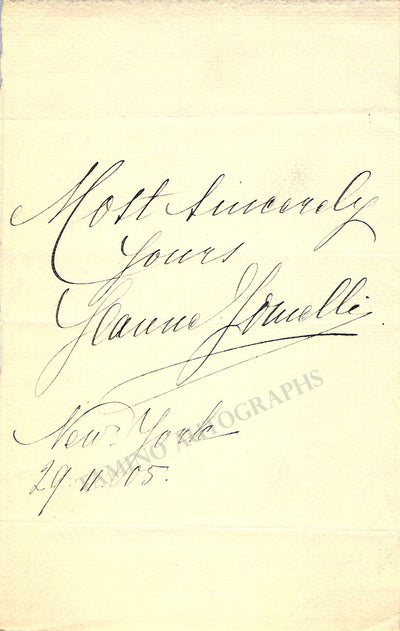 Most Sincerely
Yours
Jeanne Jomelli
New-York
TAMINO AUTOGRAPHS
29 11 05.